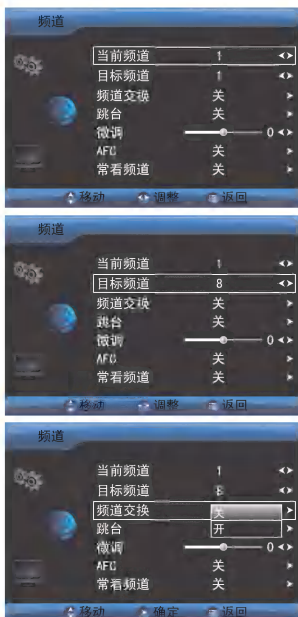 频道
当前频道 1
目标频道 1
频道交换 关
跳台 关
微调 0
AFC 关
常看频道 关
移动 调整 返回
频道
当前频道 1
目标频道 8
频道交换 关
跳台 关
微调 0
AFC 关
常看频道 关
移动 调整 返回
频道
当前频道 1
目标频道 8
频道交换 关
跳台 开
微调 0
AFC 关
常看频道 关
移动 确定 返回